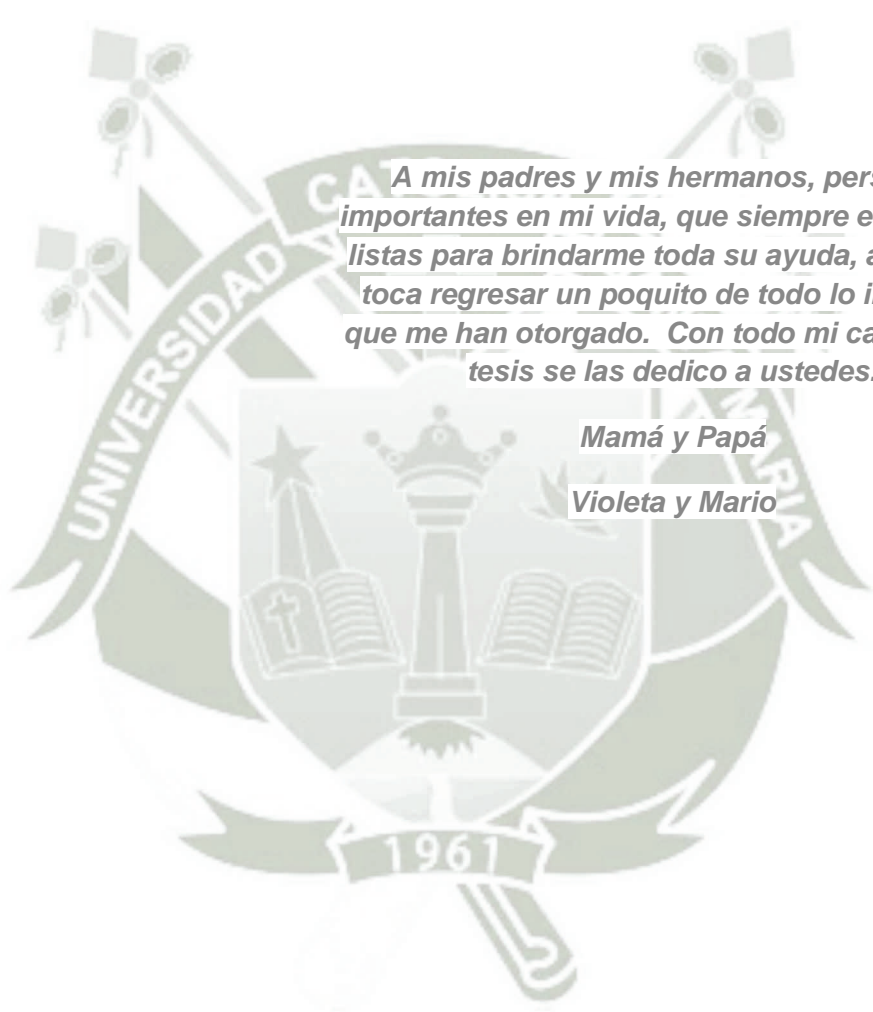 A mis padres y mis hermanos,
importantes en mi vida, que siempre
listas para brindarme toda su ayuda,
toca regresar un poquito de todo lo
que me han otorgado. Con todo mi
tesis se las dedico a ustedes.
Mamá y Papá
Violeta y Mario
UNIVERSIDAD
MARIA
1961